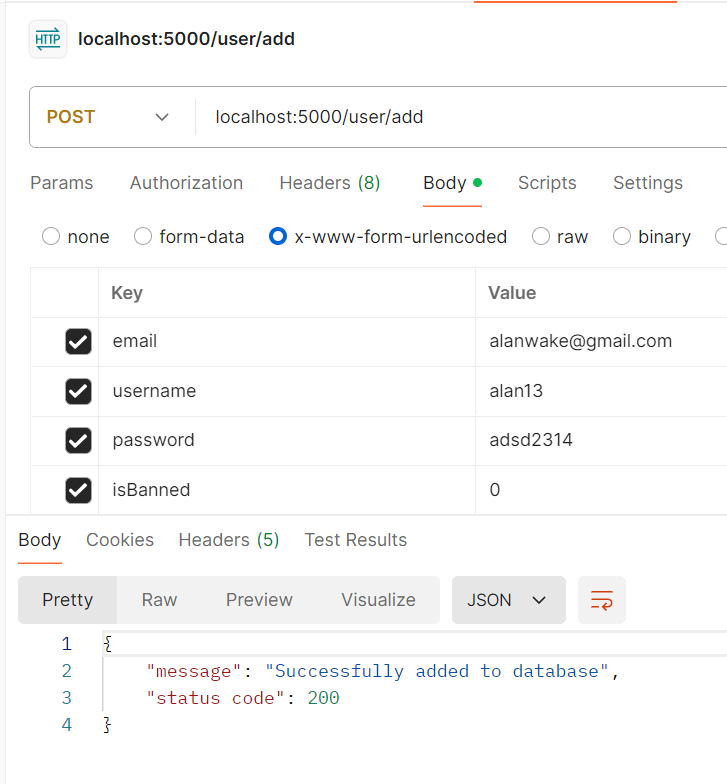 HTTP localhost:5000/user/add
POST localhost:5000/user/add
Params Authorization Headers (8) Body Scripts Settings
none form-data x-www-form-urlencoded raw binary
Key Value
email alanwake@gmail.com
username alan13
password adsd2314
isBanned 0
Body Cookies Headers (5) Test Results
Pretty Raw Preview Visualize JSON
1 {
2 "message": "Successfully added to database",
3 "status code": 200
4 }